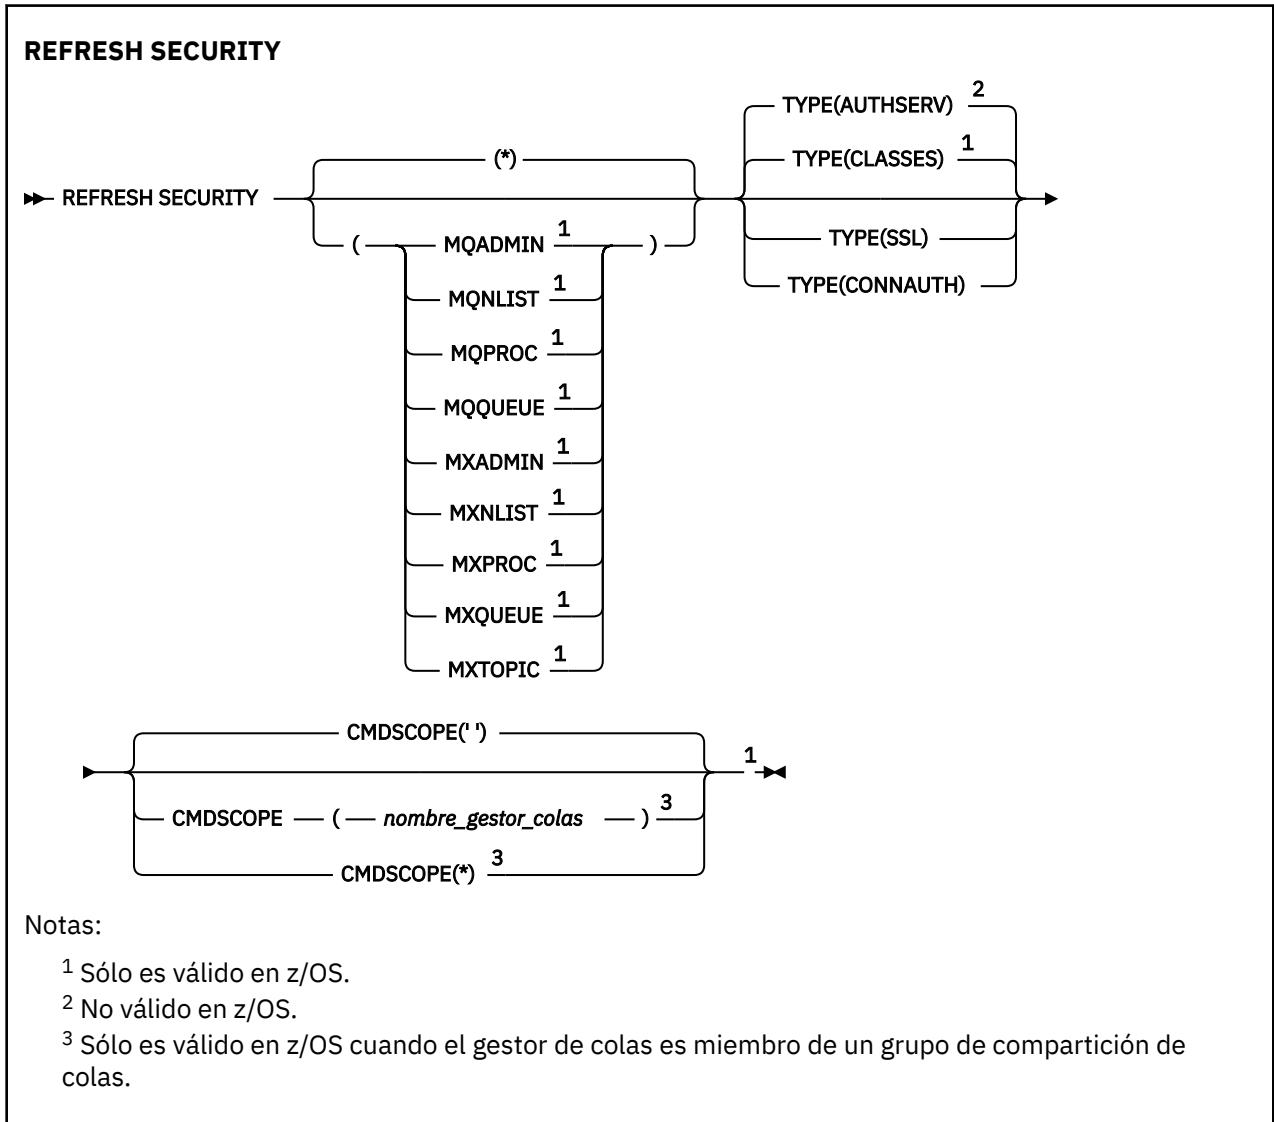 REFRESH SECURITY
TYPE(AUTHSERV) 2
(*) TYPE(CLASSES) 1
REFRESH SECURITY
( MQADMIN 1 ) TYPE(SSL)
MQNLIST 1 TYPE(CONNAUTH)
MQPROC 1
MQQUEUE 1
MXADMIN 1
MXNLIST 1
MXPROC 1
MXQUEUE 1
MXTOPIC 1
CMDSCOPE(' ')
1
CMDSCOPE ( nombre_gestor_colas ) 3
CMDSCOPE(*) 3
Notas:
1 Sólo es válido en z/OS.
2 No válido en z/OS.
3 Sólo es válido en z/OS cuando el gestor de colas es miembro de un grupo de compartición de
colas.